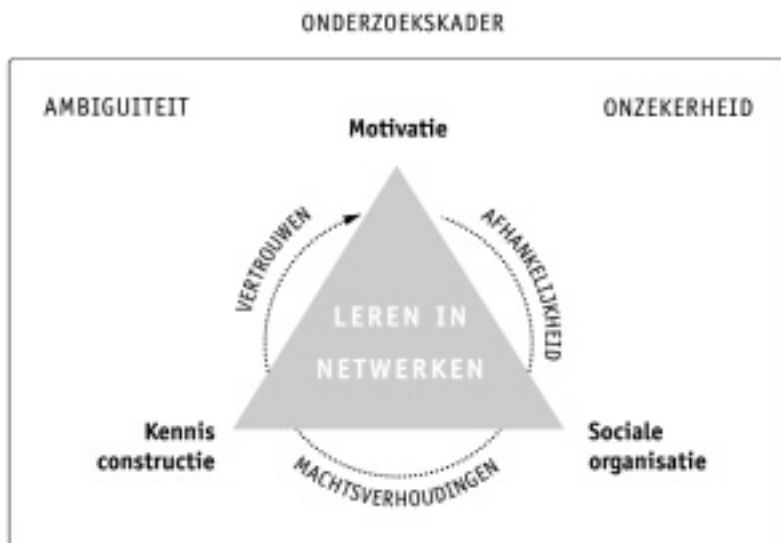 ONDERZOEKSKADER
AMBIGUITEIT
ONZEKERHEID
Motivatie
VERTROUWEN
AFHANKELIJKHEID
LEREN IN
NETWERKEN
Kennis
constructie
Sociale
organisatie
MACHTSVERHOUDINGEN